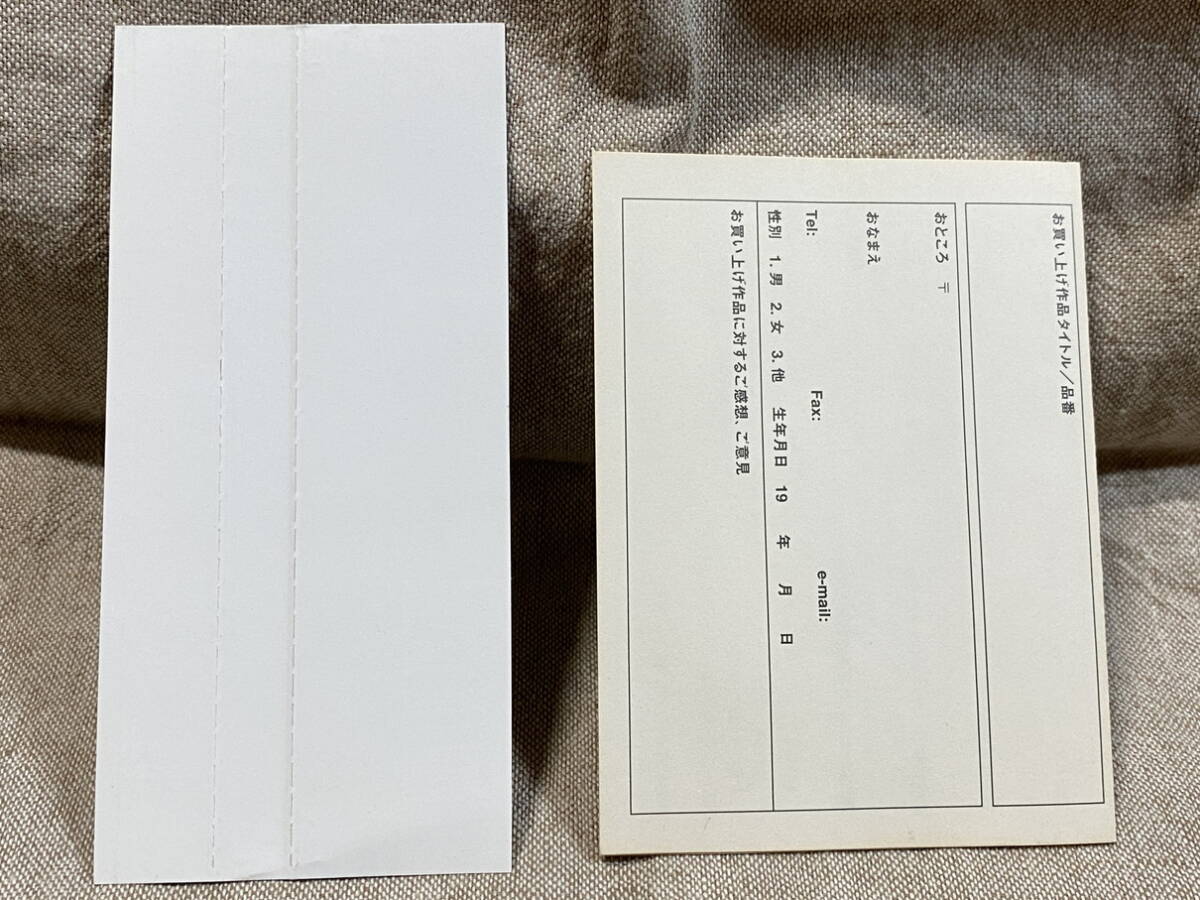 お買い上げ作品タイトル／品番
おところ 〒
おなまえ
Tel: Fax: e-mail:
性別 1. 男 2. 女 3. 他 生年月日 19 年 月 日
お買い上げ作品に対するご感想、ご意見